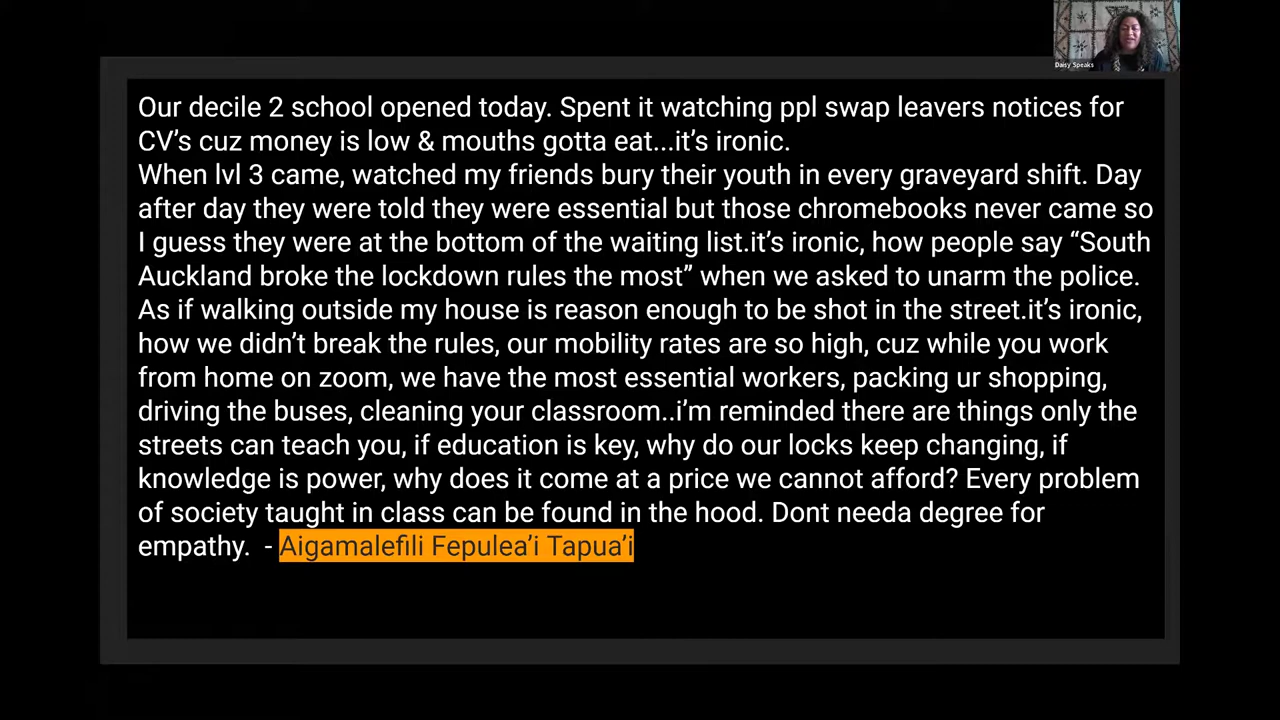 Daisy Speaks
Our decile 2 school opened today. Spent it watching ppl swap leavers notices for
CV’s cuz money is low & mouths gotta eat...it’s ironic.
When lvl 3 came, watched my friends bury their youth in every graveyard shift. Day
after day they were told they were essential but those chromebooks never came so
I guess they were at the bottom of the waiting list.it’s ironic, how people say “South
Auckland broke the lockdown rules the most” when we asked to unarm the police.
As if walking outside my house is reason enough to be shot in the street.it’s ironic,
how we didn’t break the rules, our mobility rates are so high, cuz while you work
from home on zoom, we have the most essential workers, packing ur shopping,
driving the buses, cleaning your classroom..i’m reminded there are things only the
streets can teach you, if education is key, why do our locks keep changing, if
knowledge is power, why does it come at a price we cannot afford? Every problem
of society taught in class can be found in the hood. Dont needa degree for
empathy.  - Aigamalefili Fepulea’i Tapua’i